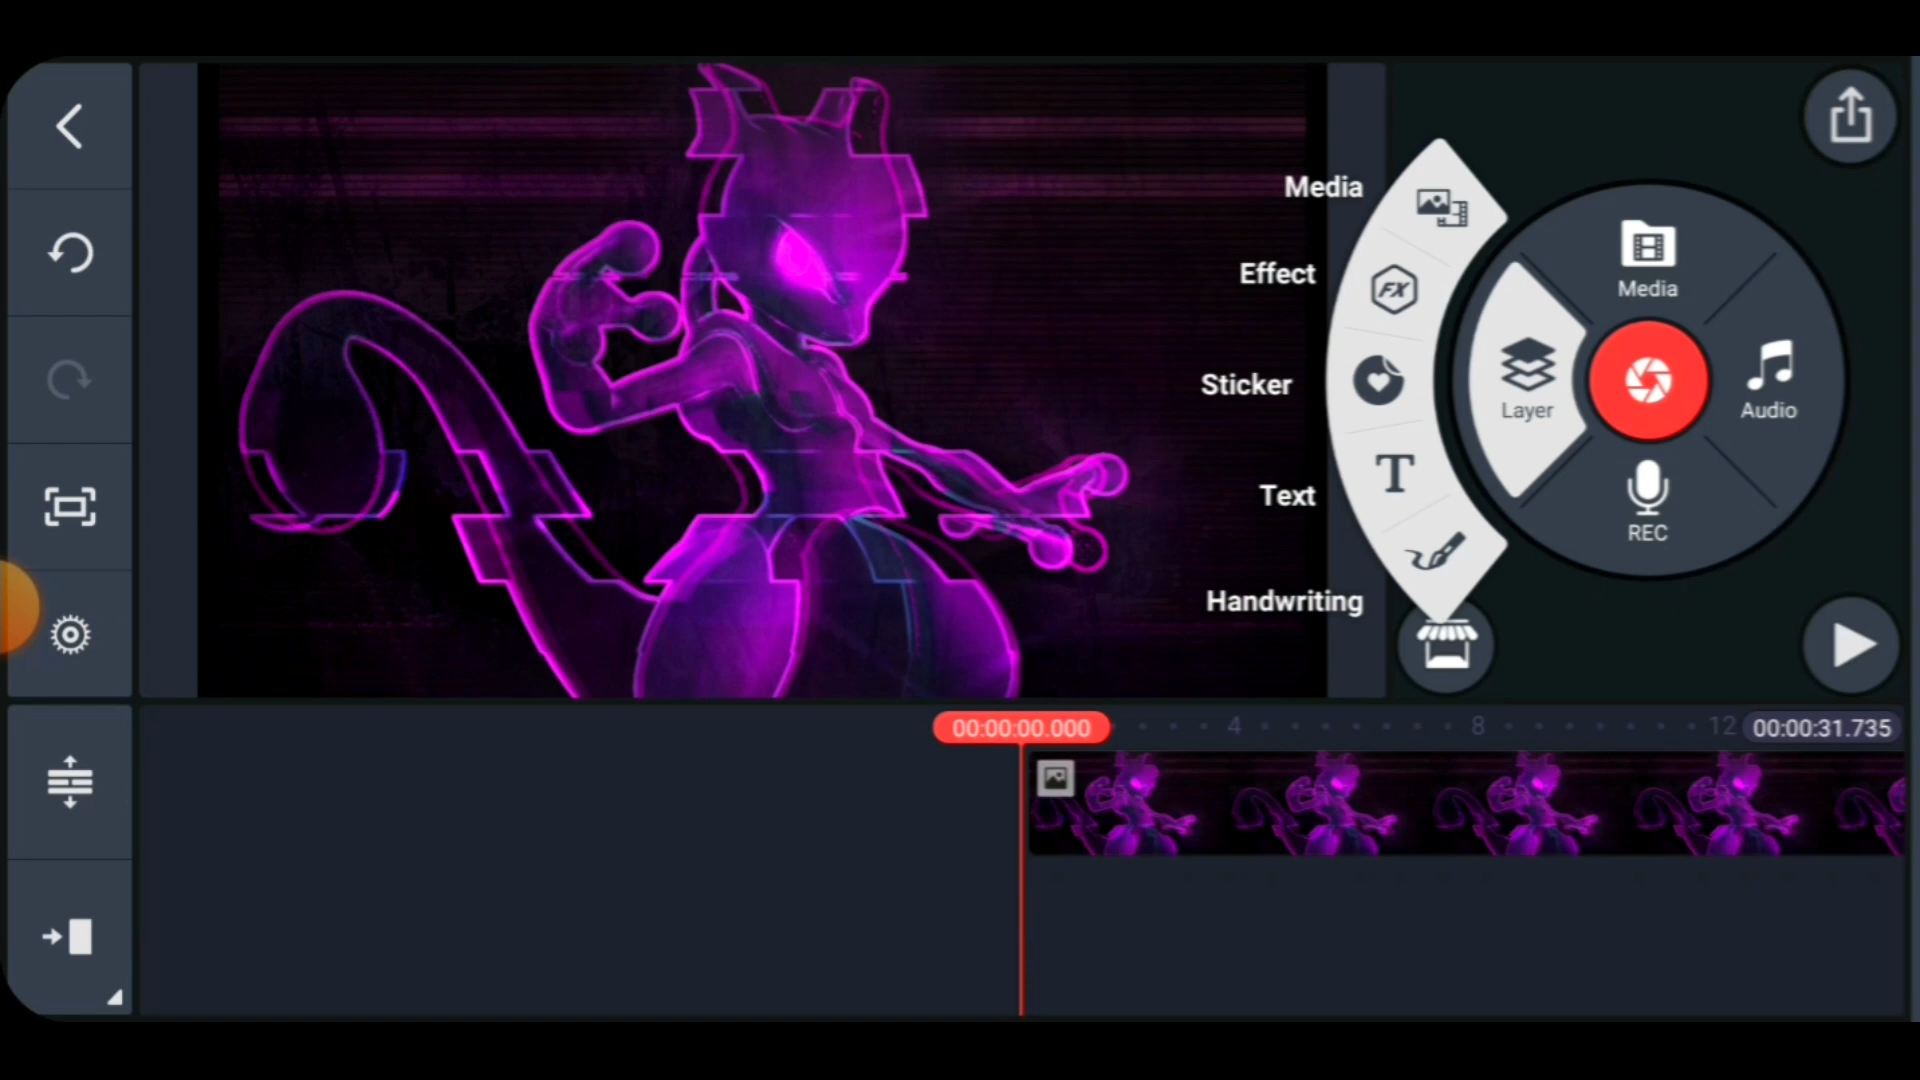 Media
Effect
Sticker
Text
Handwriting
FX
T
Media
Layer
Audio
REC
00:00:00.000
4
8
12
00:00:31.735